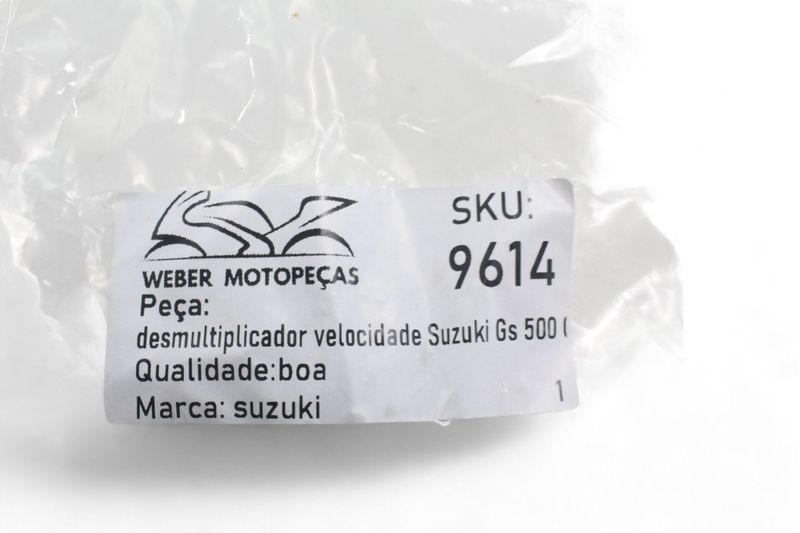 WEBER MOTOPEÇAS
SKU:
9614
Peça:
desmultiplicador velocidade Suzuki Gs 500 (
Qualidade:boa
Marca: suzuki
1